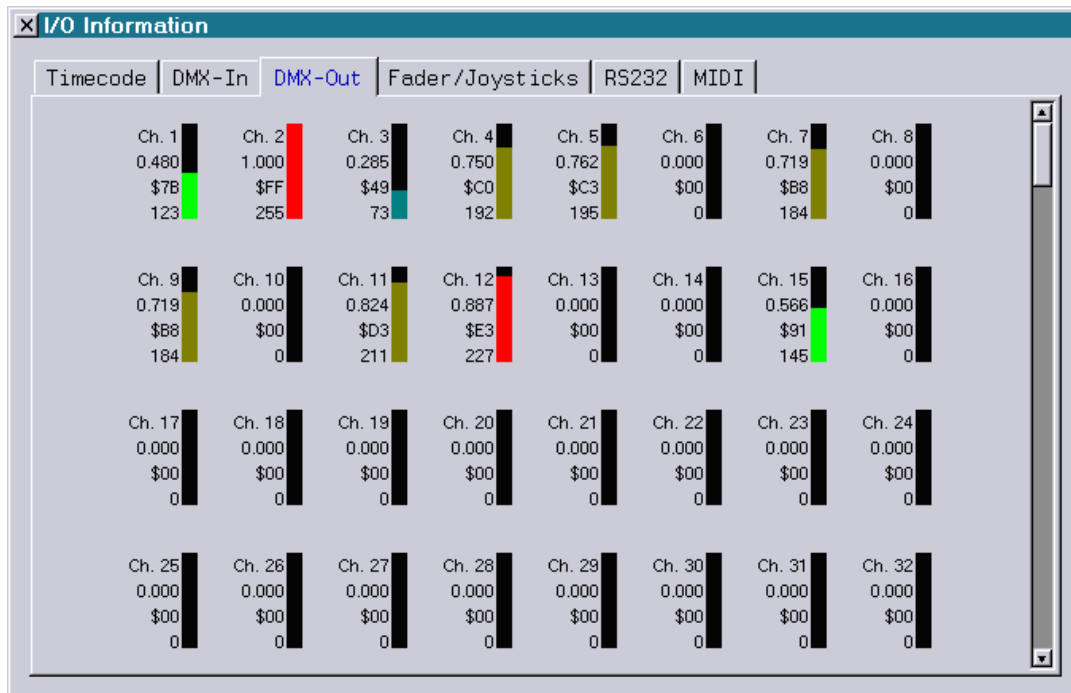 I/O Information
Timecode DMX-In DMX-Out Fader/Joysticks RS232 MIDI
Ch. 1 Ch. 2 Ch. 3 Ch. 4 Ch. 5 Ch. 6 Ch. 7 Ch. 8
0.480 1.000 0.285 0.750 0.762 0.000 0.719 0.000
$7B $FF $49 $C0 $C3 $00 $B8 $00
123 255 73 192 195 0 184 0
Ch. 9 Ch. 10 Ch. 11 Ch. 12 Ch. 13 Ch. 14 Ch. 15 Ch. 16
0.719 0.000 0.824 0.887 0.000 0.000 0.566 0.000
$B8 $00 $D3 $E3 $00 $00 $91 $00
184 0 211 227 0 0 145 0
Ch. 17 Ch. 18 Ch. 19 Ch. 20 Ch. 21 Ch. 22 Ch. 23 Ch. 24
0.000 0.000 0.000 0.000 0.000 0.000 0.000 0.000
$00 $00 $00 $00 $00 $00 $00 $00
0 0 0 0 0 0 0 0
Ch. 25 Ch. 26 Ch. 27 Ch. 28 Ch. 29 Ch. 30 Ch. 31 Ch. 32
0.000 0.000 0.000 0.000 0.000 0.000 0.000 0.000
$00 $00 $00 $00 $00 $00 $00 $00
0 0 0 0 0 0 0 0